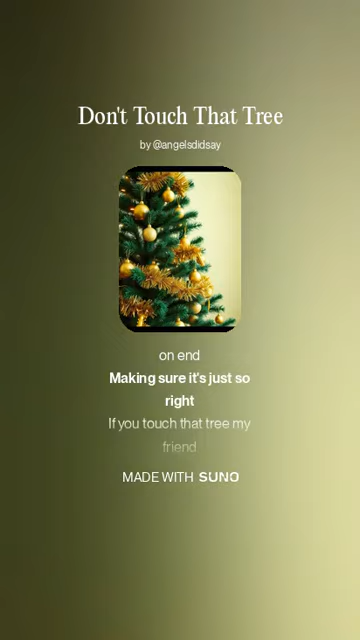 Don't Touch That Tree
by @angelsdidsay
on end
Making sure it's just so
right
If you touch that tree my
friend
MADE WITH SUNO